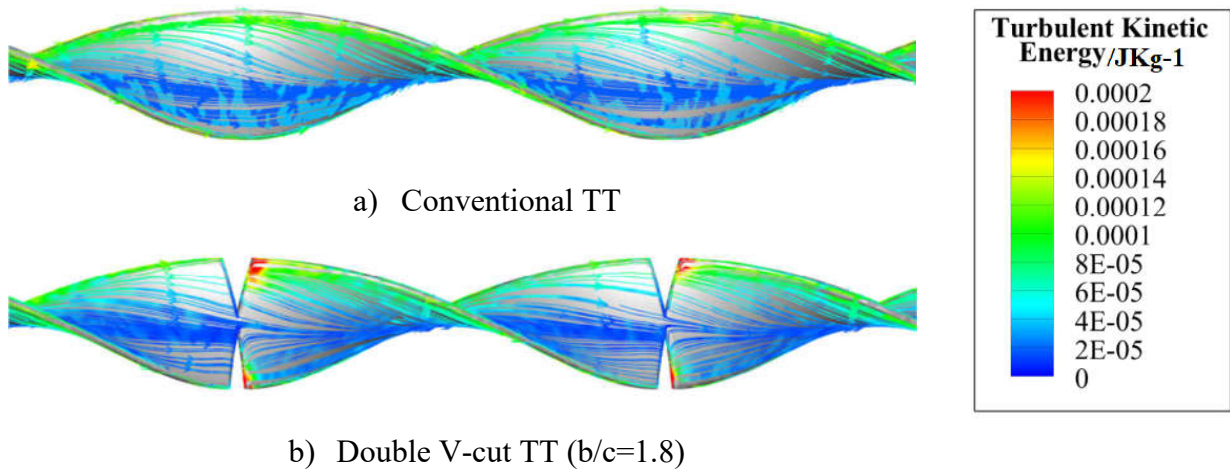 a) Conventional TT
b) Double V-cut TT (b/c=1.8)
Turbulent Kinetic
Energy/JKg-1
0.0002
0.00018
0.00016
0.00014
0.00012
0.0001
8E-05
6E-05
4E-05
2E-05
0